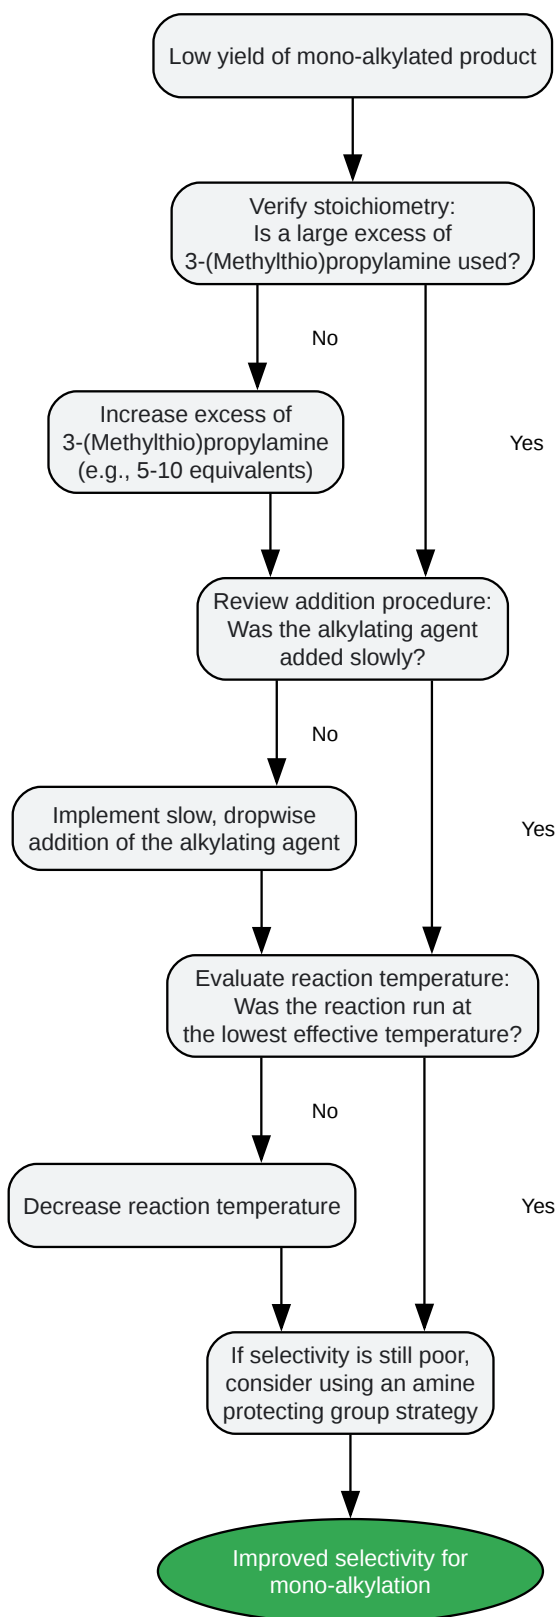 Low yield of mono-alkylated product
Verify stoichiometry:
Is a large excess of
3-(Methylthio)propylamine used?
No
Increase excess of
3-(Methylthio)propylamine
(e.g., 5-10 equivalents)
Yes
Review addition procedure:
Was the alkylating agent
added slowly?
No
Implement slow, dropwise
addition of the alkylating agent
Yes
Evaluate reaction temperature:
Was the reaction run at
the lowest effective temperature?
No
Decrease reaction temperature
Yes
If selectivity is still poor,
consider using an amine
protecting group strategy
Improved selectivity for
mono-alkylation